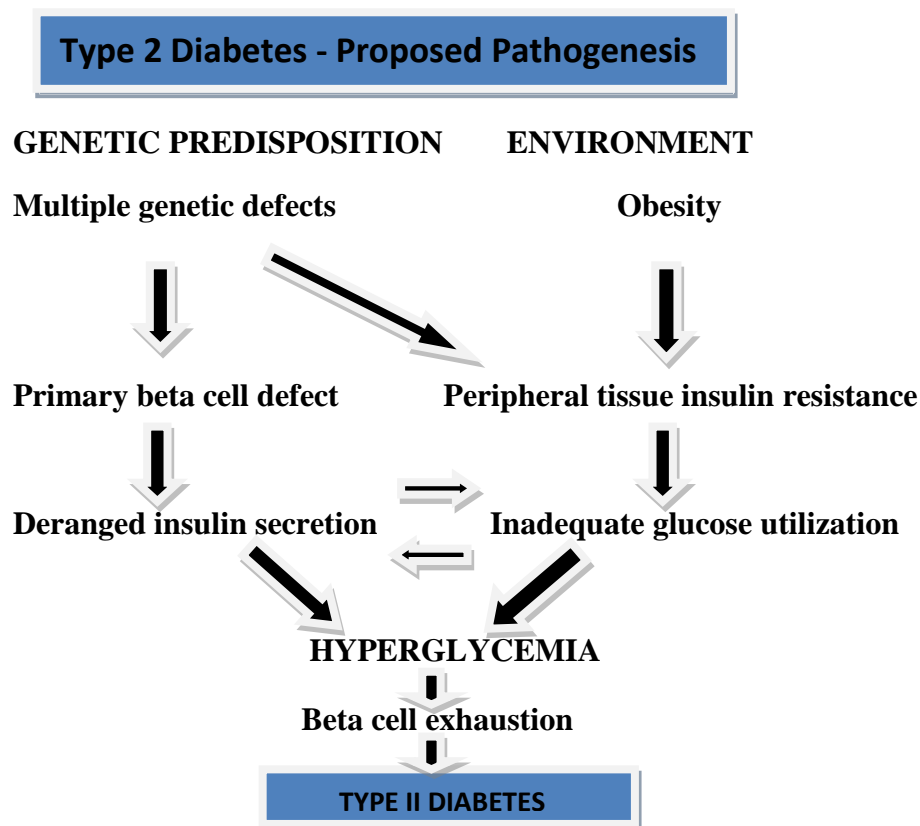 Type 2 Diabetes - Proposed Pathogenesis
GENETIC PREDISPOSITION ENVIRONMENT
Multiple genetic defects Obesity
Primary beta cell defect Peripheral tissue insulin resistance
Deranged insulin secretion Inadequate glucose utilization
HYPERGLYCEMIA
Beta cell exhaustion
TYPE II DIABETES